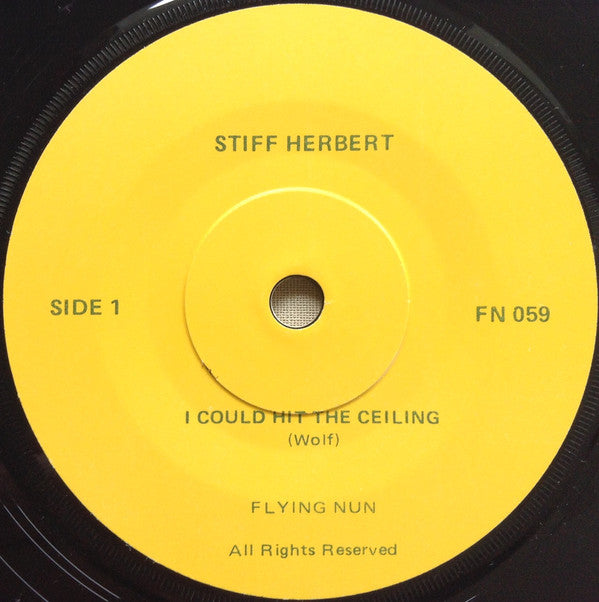 STIFF HERBERT
SIDE 1
FN 059
I COULD HIT THE CEILING
(Wolf)
FLYING NUN
All Rights Reserved